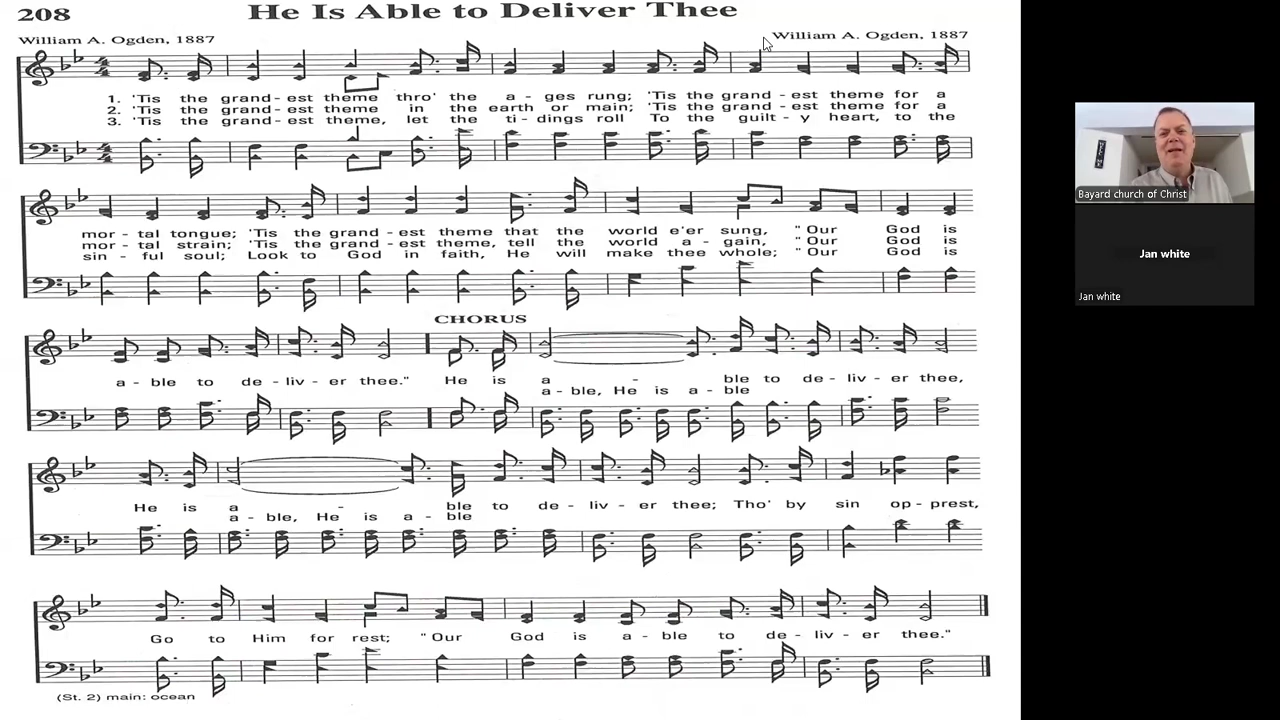 208
He Is Able to Deliver Thee
William A. Ogden, 1887
William A. Ogden, 1887
1. 'Tis the grand - est theme thro' the a - ges rung; 'Tis the grand - est theme for a
2. 'Tis the grand - est theme in the earth or main; 'Tis the grand - est theme for a
3. 'Tis the grand - est theme, let the ti - dings roll To the guilt - y heart, to the
mor - tal tongue; 'Tis the grand - est theme that the world e'er sung, "Our God is
mor - tal strain; 'Tis the grand - est theme, tell the world a - gain, "Our God is
sin - ful soul; Look to God in faith, He will make thee whole; "Our God is
CHORUS
a - ble to de - liv - er thee." He is a - ble to de - liv - er thee,
a - ble, He is a - ble
He is a - ble to de - liv - er thee; Tho' by sin op - prest,
a - ble, He is a - ble
Go to Him for rest; "Our God is a - ble to de - liv - er thee."
(St. 2) main: ocean
Bayard church of Christ
Jan white
Jan white